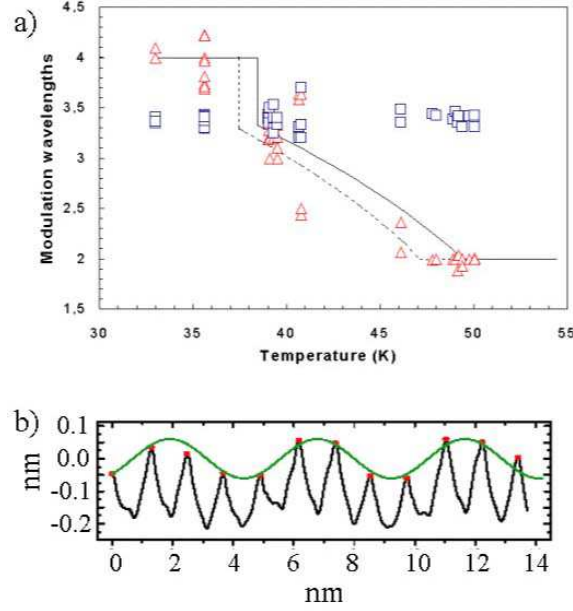 a)
Modulation wavelengths
4,5
4
3,5
3
2,5
2
1,5
30 35 40 45 50 55
Temperature (K)
b)
nm
0.1
0.0
-0.1
-0.2
0 2 4 6 8 10 12 14
nm